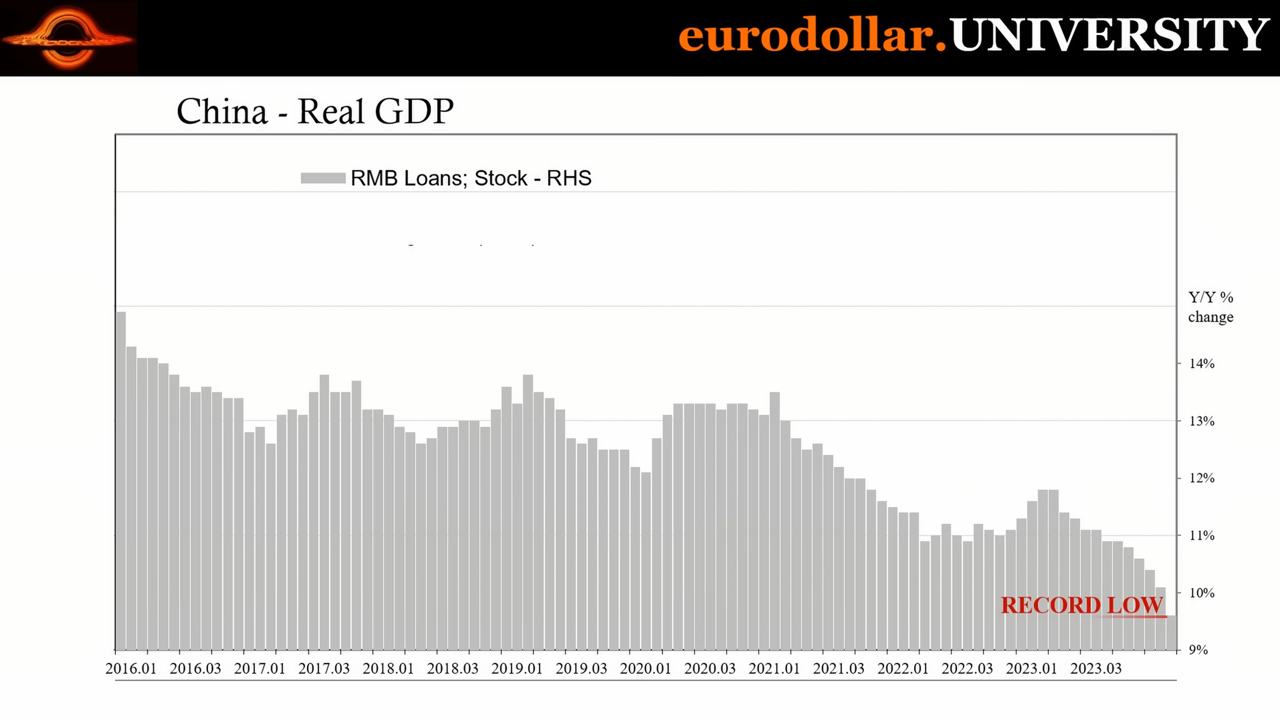 eurodollar.UNIVERSITY
China - Real GDP
RMB Loans; Stock - RHS
Y/Y %
change
14%
13%
12%
11%
10%
RECORD LOW
9%
2016.01 2016.03 2017.01 2017.03 2018.01 2018.03 2019.01 2019.03 2020.01 2020.03 2021.01 2021.03 2022.01 2022.03 2023.01 2023.03